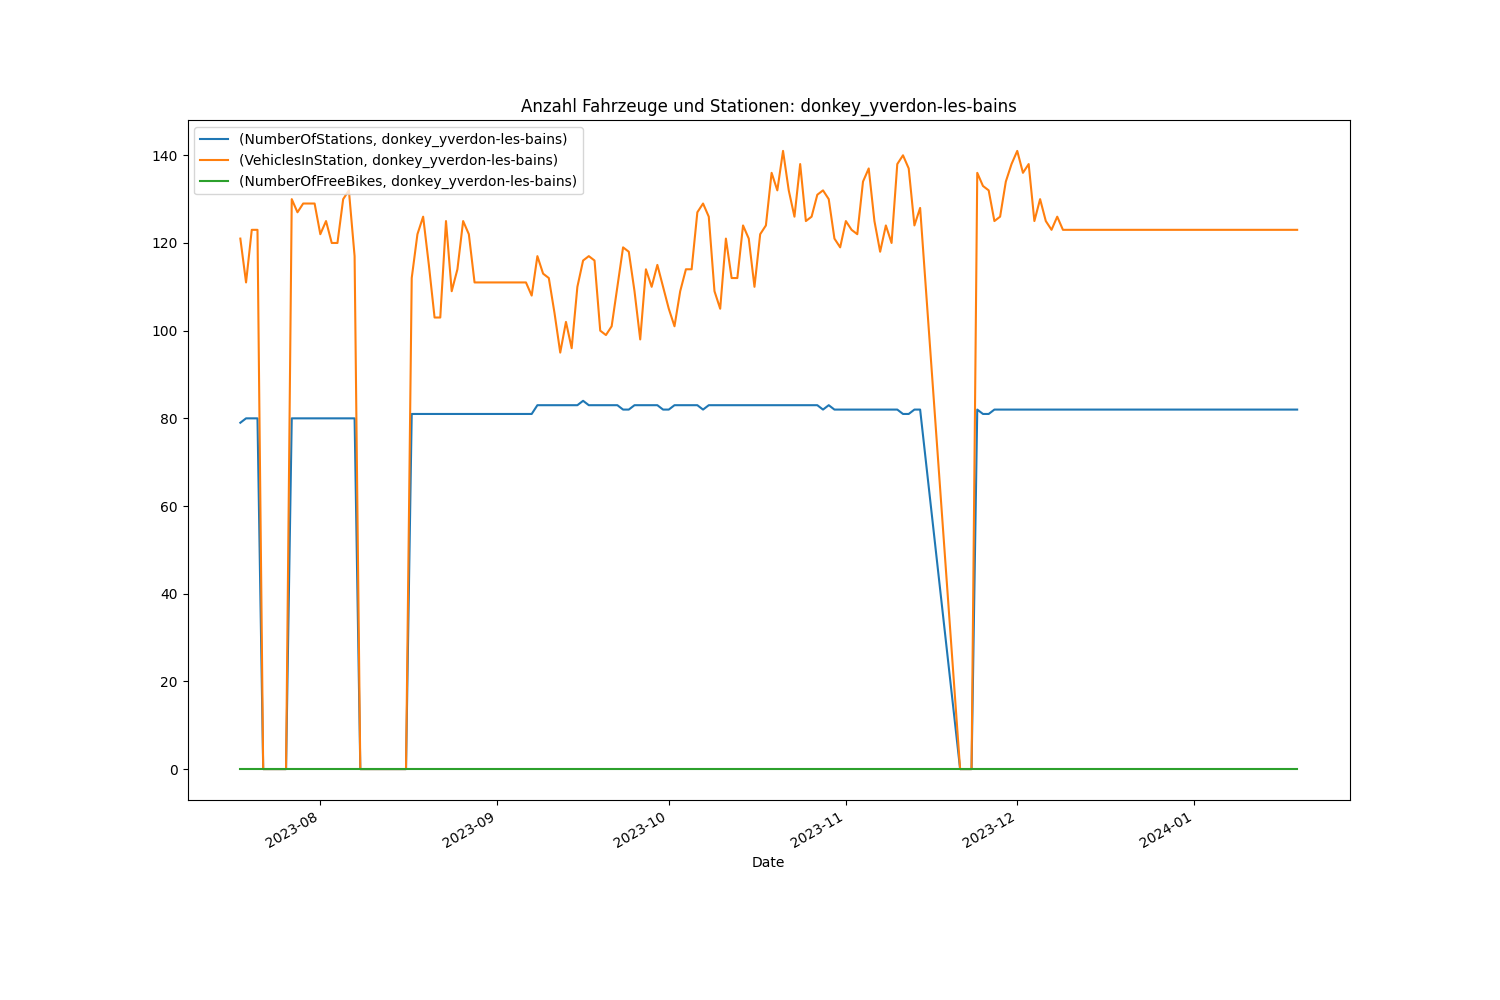 Anzahl Fahrzeuge und Stationen: donkey_yverdon-les-bains
(NumberOfStations, donkey_yverdon-les-bains)
(VehiclesInStation, donkey_yverdon-les-bains)
(NumberOfFreeBikes, donkey_yverdon-les-bains)
140
120
100
80
60
40
20
0
2023-08
2023-09
2023-10
2023-11
2023-12
2024-01
Date